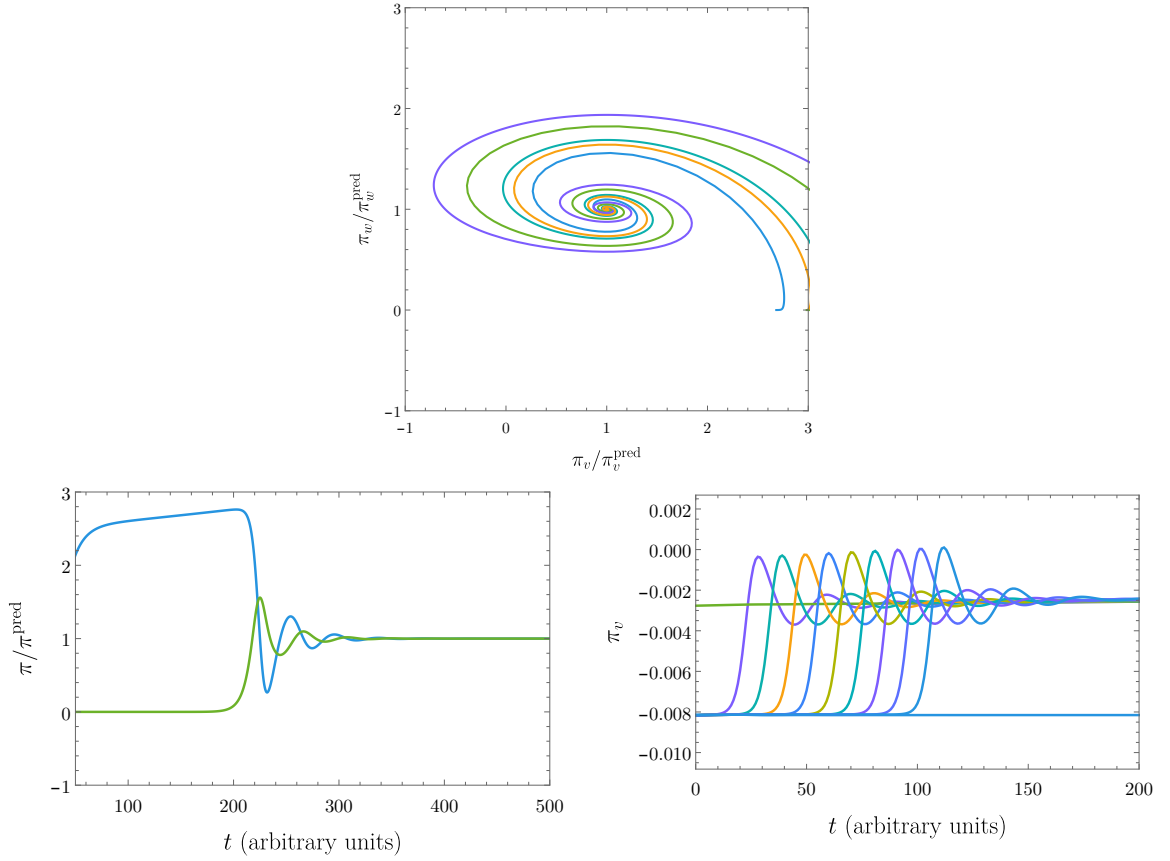 3
2
1
0
−1
π_w/π_w^pred
−1 0 1 2 3
π_v/π_v^pred
3
2
1
0
−1
π/π^pred
100 200 300 400 500
t (arbitrary units)
0.002
0.000
−0.002
−0.004
−0.006
−0.008
−0.010
π_v
0 50 100 150 200
t (arbitrary units)